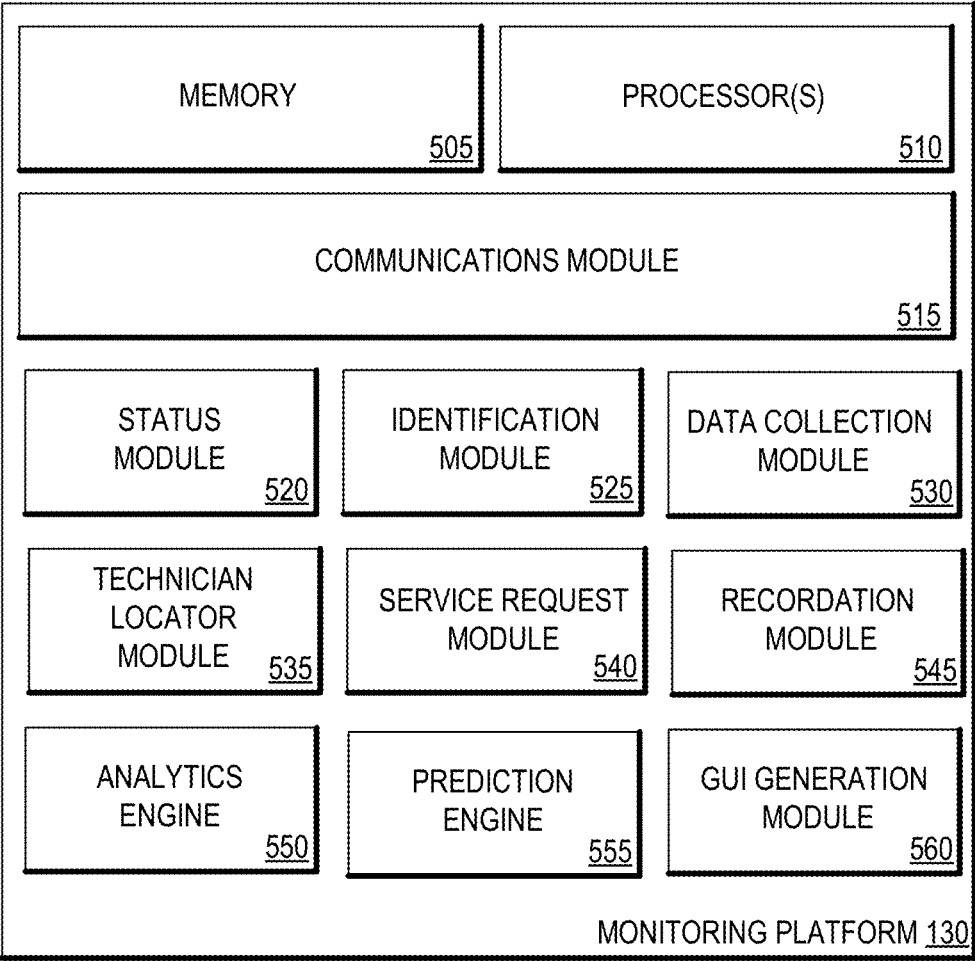 MEMORY
505
PROCESSOR(S)
510
COMMUNICATIONS MODULE
515
STATUS
MODULE
520
IDENTIFICATION
MODULE
525
DATA COLLECTION
MODULE
530
TECHNICIAN
LOCATOR
MODULE
535
SERVICE REQUEST
MODULE
540
RECORDATION
MODULE
545
ANALYTICS
ENGINE
550
PREDICTION
ENGINE
555
GUI GENERATION
MODULE
560
MONITORING PLATFORM 130